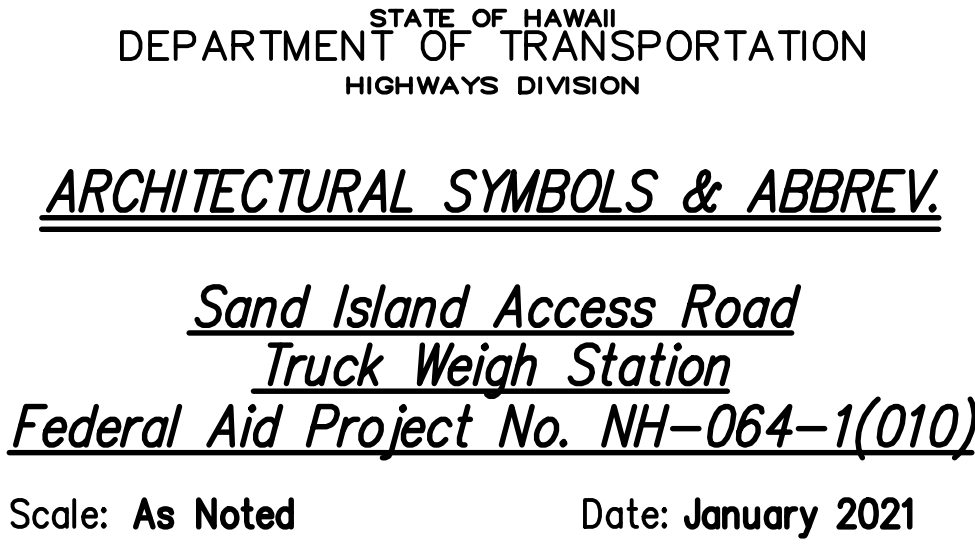 STATE OF HAWAII
DEPARTMENT OF TRANSPORTATION
HIGHWAYS DIVISION
ARCHITECTURAL SYMBOLS & ABBREV.
Sand Island Access Road
Truck Weigh Station
Federal Aid Project No. NH-064-1(010)
Scale: As Noted Date: January 2021